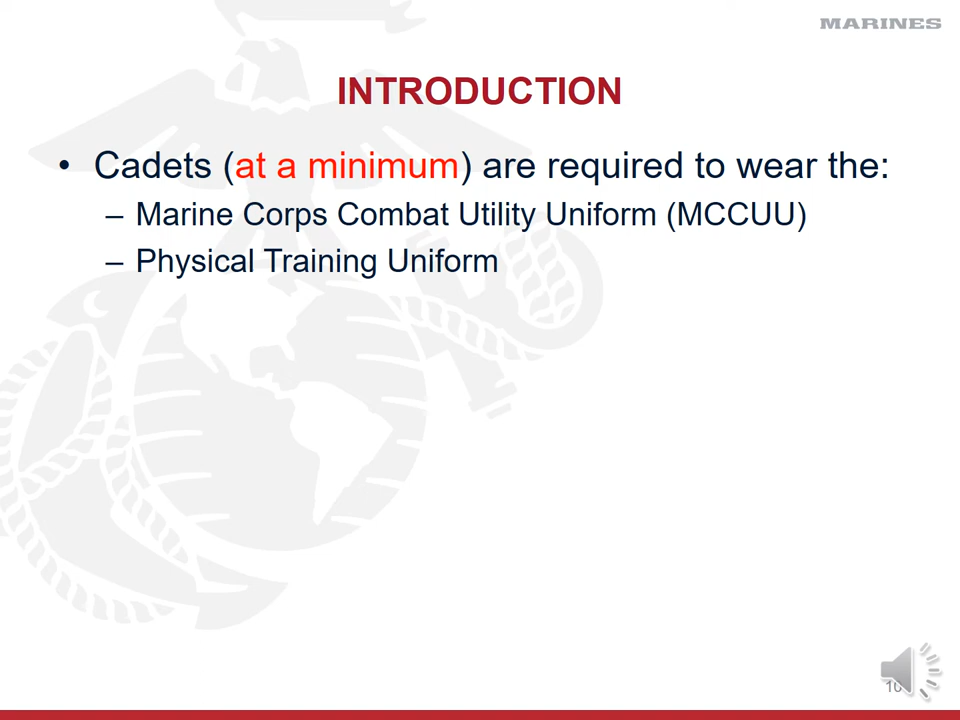 MARINES
INTRODUCTION
• Cadets (at a minimum) are required to wear the:
– Marine Corps Combat Utility Uniform (MCCUU)
– Physical Training Uniform